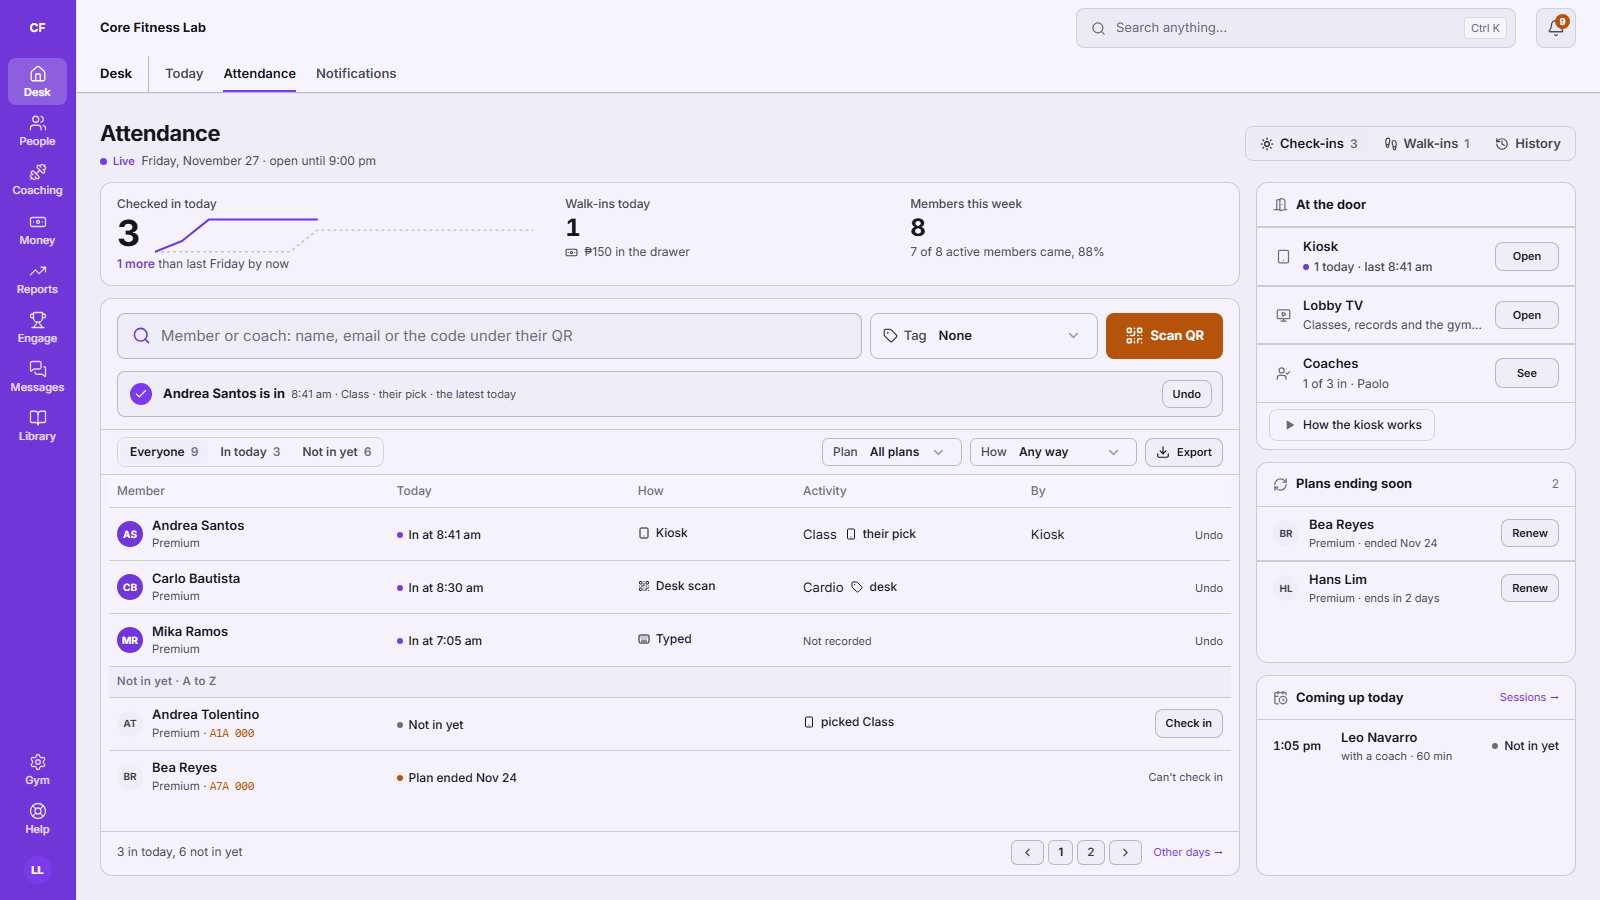 CF
Core Fitness Lab
Search anything...
Ctrl K
9
Desk
People
Coaching
Money
Reports
Engage
Messages
Library
Gym
Help
LL
Desk
Today
Attendance
Notifications
Attendance
Live Friday, November 27 · open until 9:00 pm
Check-ins 3
Walk-ins 1
History
Checked in today
3
1 more than last Friday by now
Walk-ins today
1
₱150 in the drawer
Members this week
8
7 of 8 active members came, 88%
Member or coach: name, email or the code under their QR
Tag None
Scan QR
Andrea Santos is in 8:41 am · Class · their pick · the latest today
Undo
Everyone 9
In today 3
Not in yet 6
Plan All plans
How Any way
Export
Member Today How Activity By
AS
Andrea Santos
Premium
In at 8:41 am
Kiosk
Class their pick
Kiosk
Undo
CB
Carlo Bautista
Premium
In at 8:30 am
Desk scan
Cardio desk
Undo
MR
Mika Ramos
Premium
In at 7:05 am
Typed
Not recorded
Undo
Not in yet · A to Z
AT
Andrea Tolentino
Premium · A1A 000
Not in yet
picked Class
Check in
BR
Bea Reyes
Premium · A7A 000
Plan ended Nov 24
Can't check in
3 in today, 6 not in yet
1
2
Other days →
At the door
Kiosk
1 today · last 8:41 am
Open
Lobby TV
Classes, records and the gym...
Open
Coaches
1 of 3 in · Paolo
See
How the kiosk works
Plans ending soon 2
BR
Bea Reyes
Premium · ended Nov 24
Renew
HL
Hans Lim
Premium · ends in 2 days
Renew
Coming up today
Sessions →
1:05 pm
Leo Navarro
with a coach · 60 min
Not in yet